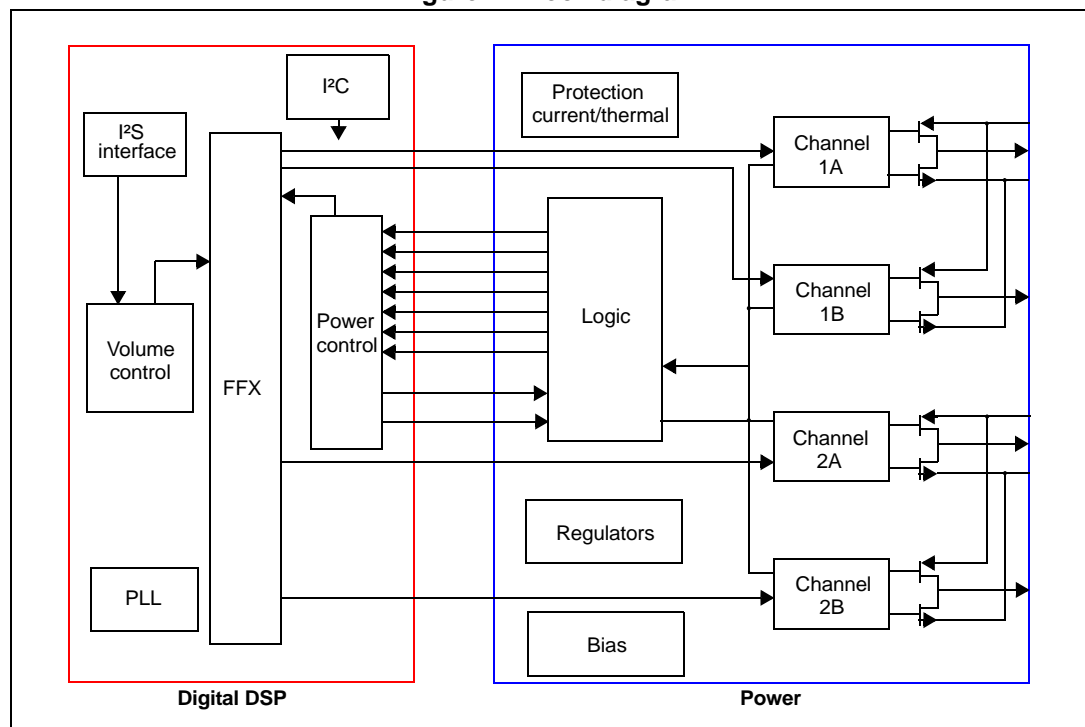 I²C
I²S
interface
Volume
control
FFX
Power
control
PLL
Digital DSP
Protection
current/thermal
Logic
Regulators
Bias
Channel
1A
Channel
1B
Channel
2A
Channel
2B
Power